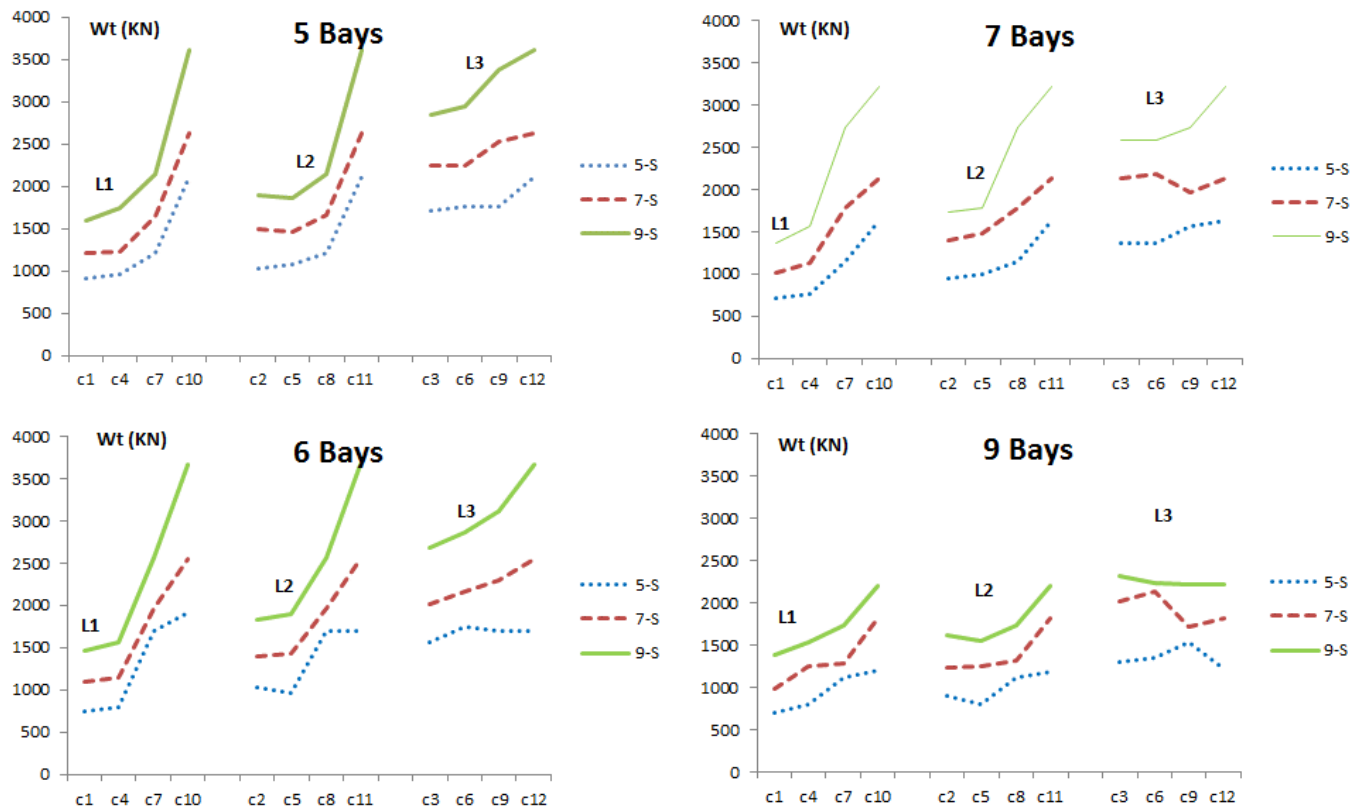 Wt (KN)
5 Bays
4000
3500
3000
2500
2000
1500
1000
500
0
L1
L2
L3
c1 c4 c7 c10 c2 c5 c8 c11 c3 c6 c9 c12
5-S
7-S
9-S
Wt (KN)
7 Bays
4000
3500
3000
2500
2000
1500
1000
500
0
L1
L2
L3
c1 c4 c7 c10 c2 c5 c8 c11 c3 c6 c9 c12
5-S
7-S
9-S
Wt (KN)
6 Bays
4000
3500
3000
2500
2000
1500
1000
500
0
L1
L2
L3
c1 c4 c7 c10 c2 c5 c8 c11 c3 c6 c9 c12
5-S
7-S
9-S
Wt (KN)
9 Bays
4000
3500
3000
2500
2000
1500
1000
500
0
L1
L2
L3
c1 c4 c7 c10 c2 c5 c8 c11 c3 c6 c9 c12
5-S
7-S
9-S